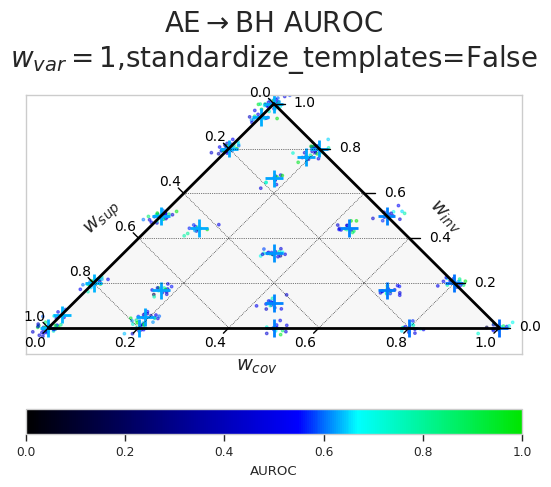 AE→BH AUROC
w_var = 1,standardize_templates=False
0.0 1.0
0.2 0.8
0.4 0.6
w_sup w_inv
0.6 0.4
0.8 0.2
1.0 0.0
0.0 0.2 0.4 0.6 0.8 1.0
w_cov
0.0 0.2 0.4 0.6 0.8 1.0
AUROC